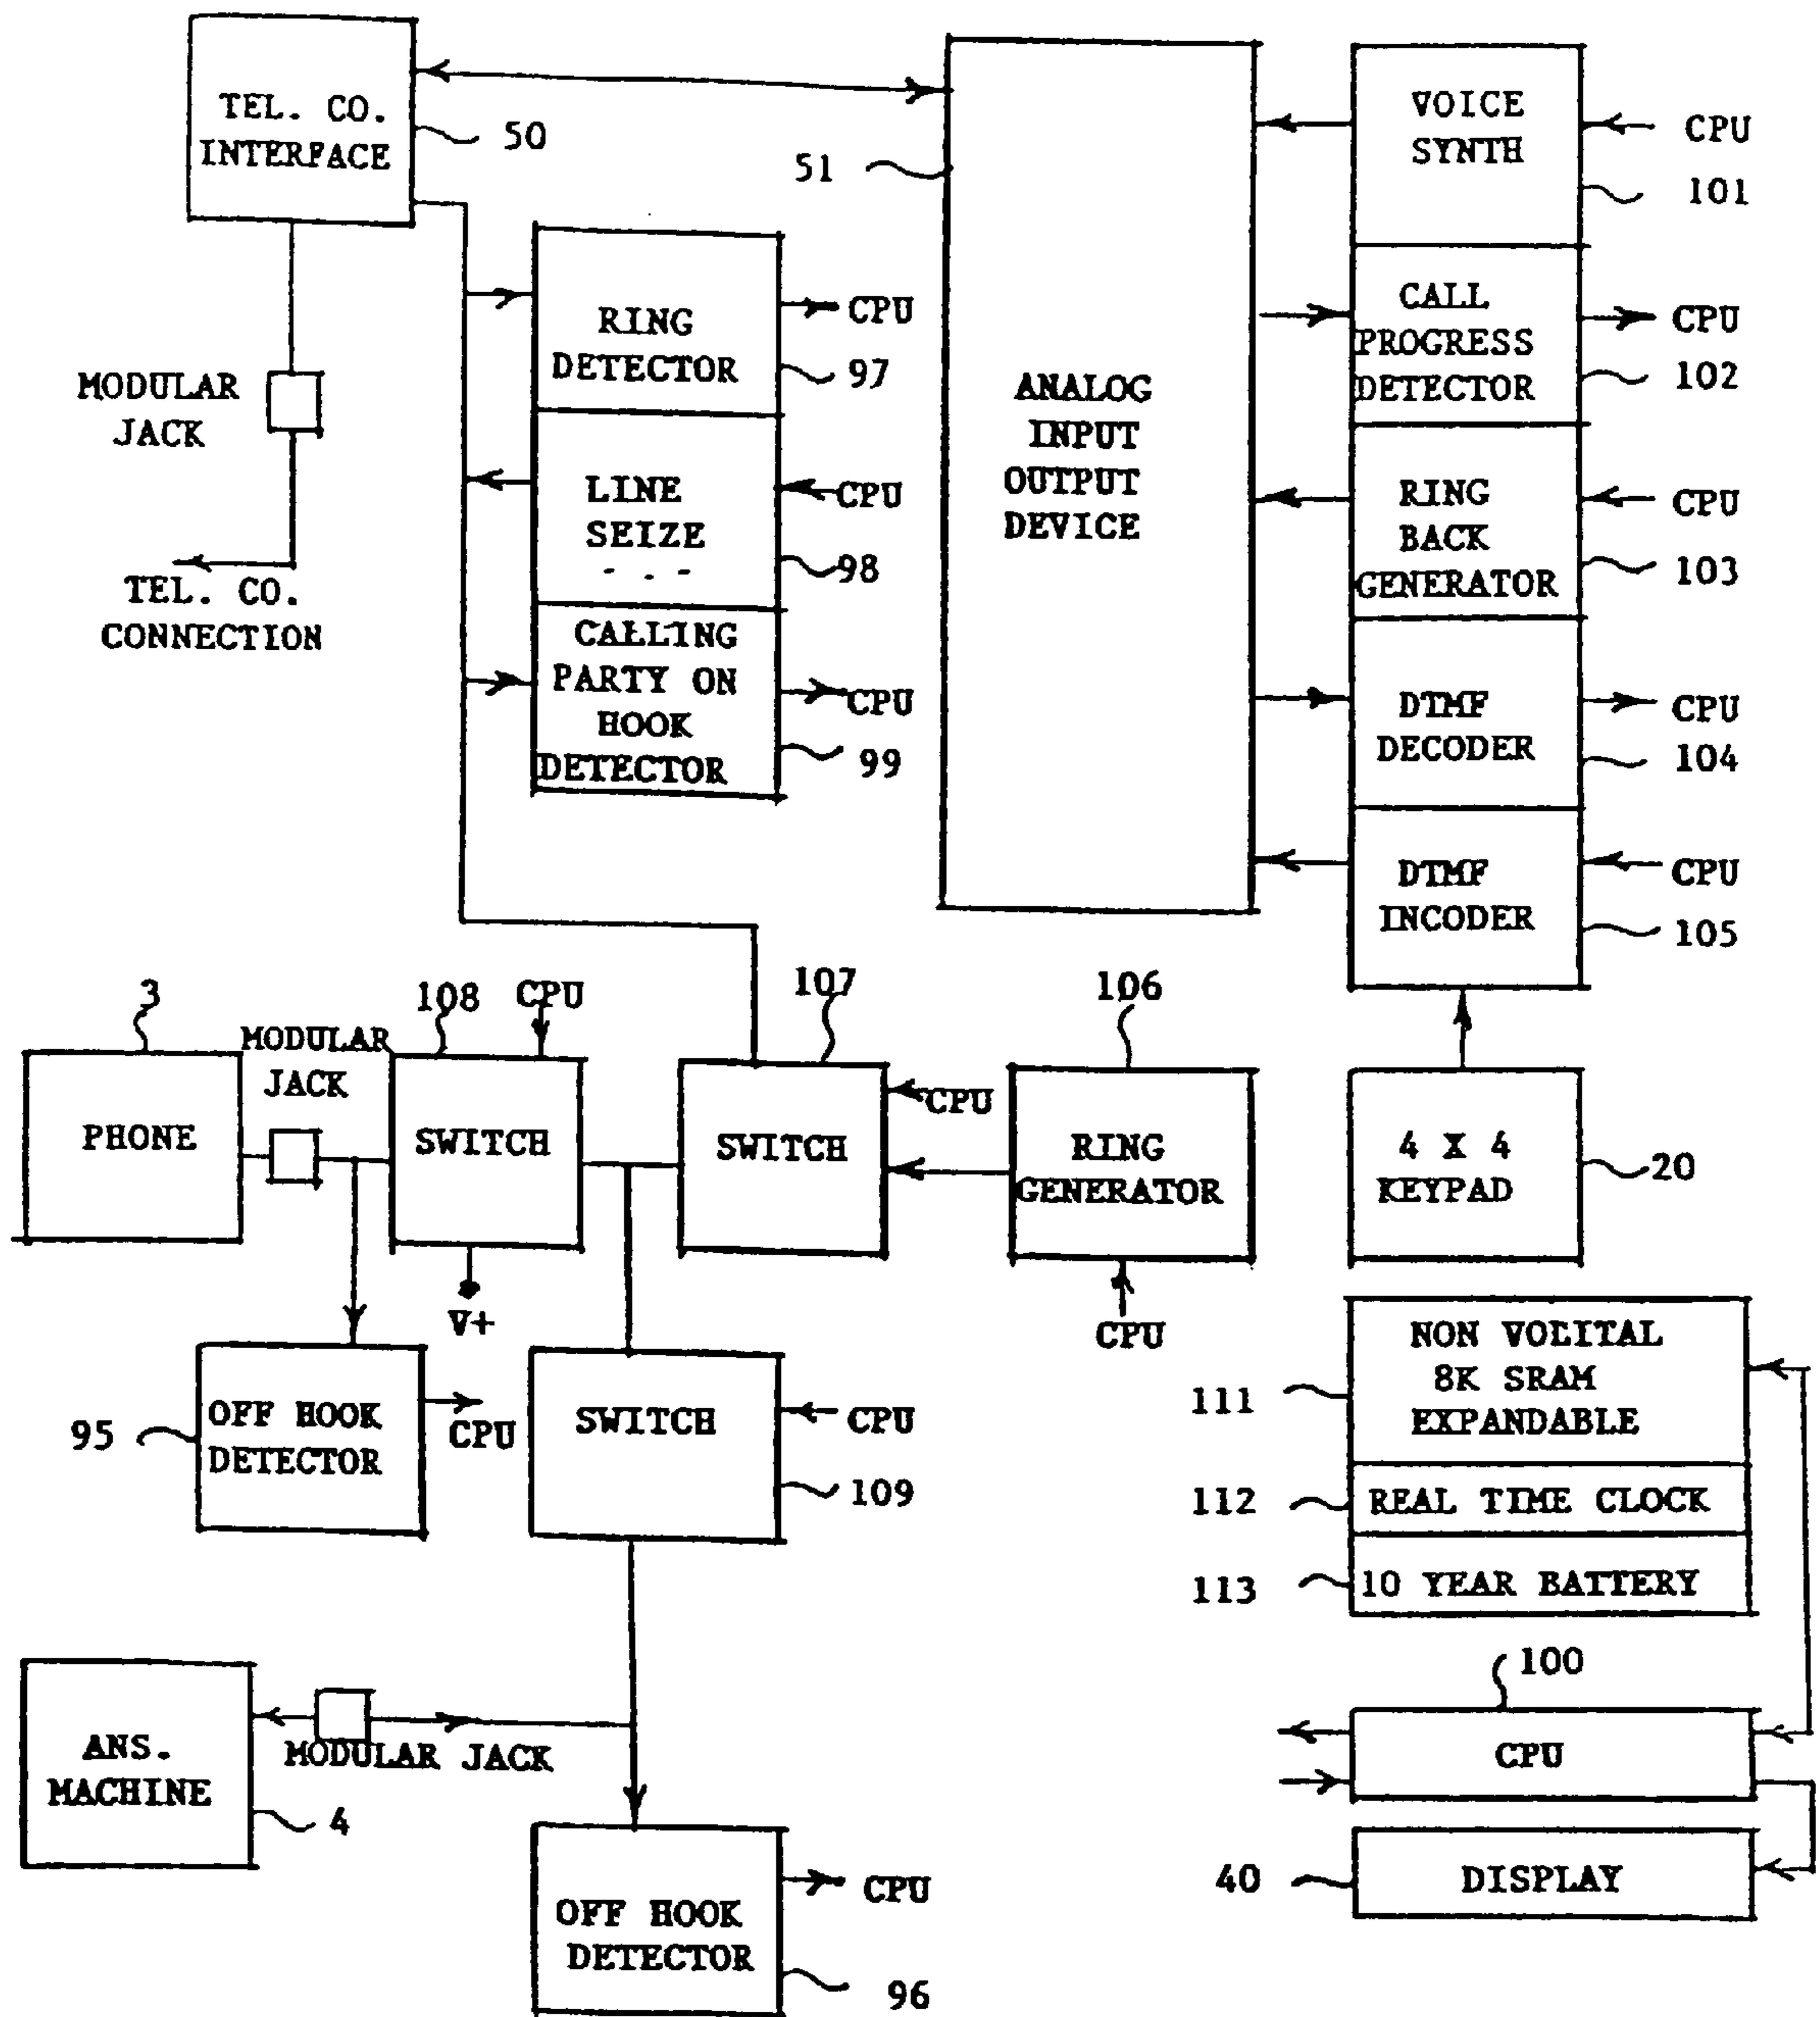 TEL. CO.
INTERFACE
50
MODULAR
JACK
TEL. CO.
CONNECTION
RING
DETECTOR
CPU
97
LINE
SEIZE
CPU
98
CALLING
PARTY ON
HOOK
DETECTOR
CPU
99
51
ANALOG
INPUT
OUTPUT
DEVICE
VOICE
SYNTH
CPU
101
CALL
PROGRESS
DETECTOR
CPU
102
RING
BACK
GENERATOR
CPU
103
DTMF
DECODER
CPU
104
DTMF
INCODER
CPU
105
3
PHONE
MODULAR
JACK
108
CPU
SWITCH
V+
107
SWITCH
CPU
106
RING
GENERATOR
CPU
4 X 4
KEYPAD
20
95
OFF HOOK
DETECTOR
CPU
SWITCH
CPU
109
NON VOLITAL
8K SRAM
EXPANDABLE
111
112
REAL TIME CLOCK
113
10 YEAR BATTERY
ANS.
MACHINE
4
MODULAR JACK
OFF HOOK
DETECTOR
CPU
96
100
CPU
40
DISPLAY